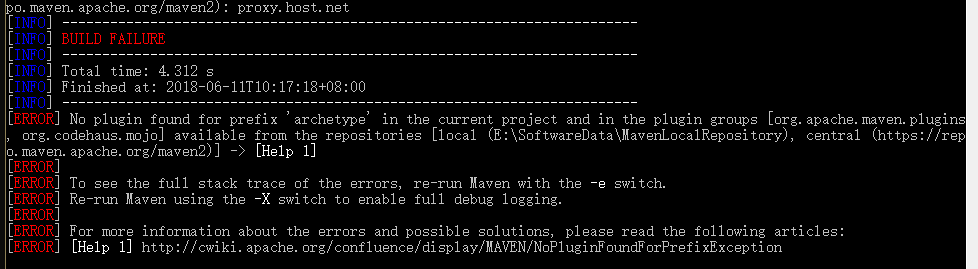 po.maven.apache.org/maven2): proxy.host.net
[INFO] ------------------------------------------------------------------------
[INFO] BUILD FAILURE
[INFO] ------------------------------------------------------------------------
[INFO] Total time: 4.312 s
[INFO] Finished at: 2018-06-11T10:17:18+08:00
[INFO] ------------------------------------------------------------------------
[ERROR] No plugin found for prefix 'archetype' in the current project and in the plugin groups [org.apache.maven.plugins
, org.codehaus.mojo] available from the repositories [local (E:\SoftwareData\MavenLocalRepository), central (https://rep
o.maven.apache.org/maven2)] -> [Help 1]
[ERROR]
[ERROR] To see the full stack trace of the errors, re-run Maven with the -e switch.
[ERROR] Re-run Maven using the -X switch to enable full debug logging.
[ERROR]
[ERROR] For more information about the errors and possible solutions, please read the following articles:
[ERROR] [Help 1] http://cwiki.apache.org/confluence/display/MAVEN/NoPluginFoundForPrefixException